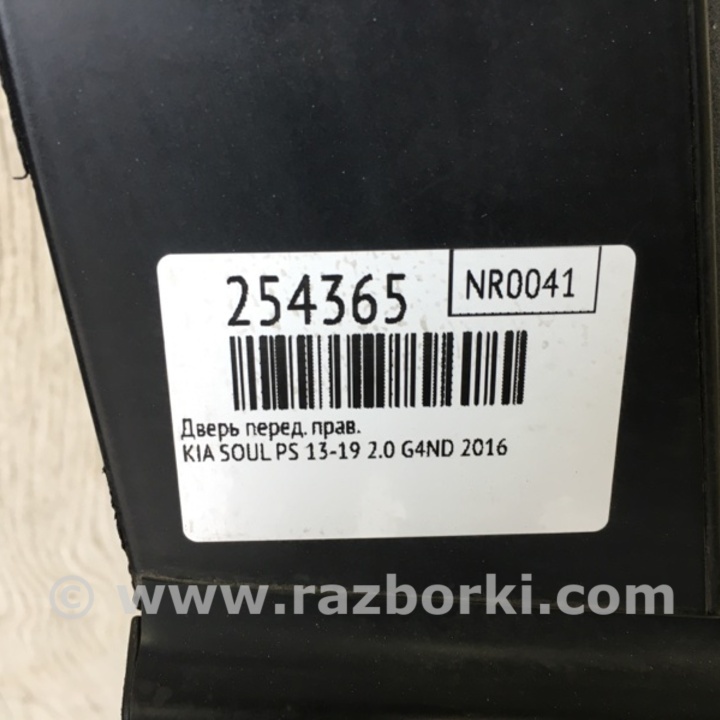 254365
NR0041
Дверь перед. прав.
KIA SOUL PS 13-19 2.0 G4ND 2016
© www.razborki.com